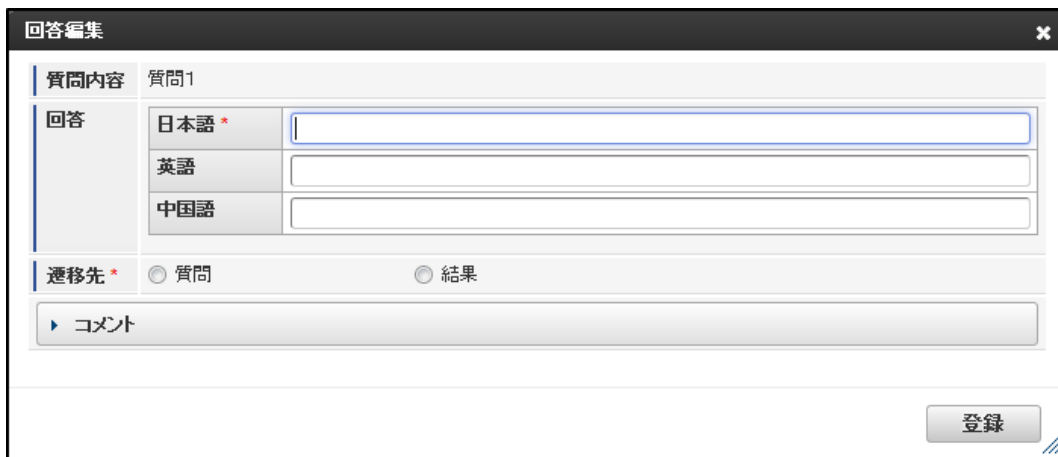 回答編集
質問内容 質問1
回答
日本語 *
英語
中国語
遷移先 * 質問 結果
コメント
登録